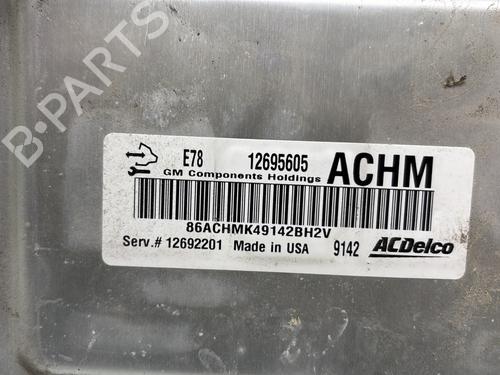 B-PARTS
E78 12695605 ACHM
GM Components Holdings
86ACHMK49142BH2V
Serv.# 12692201 Made in USA 9142 ACDelco